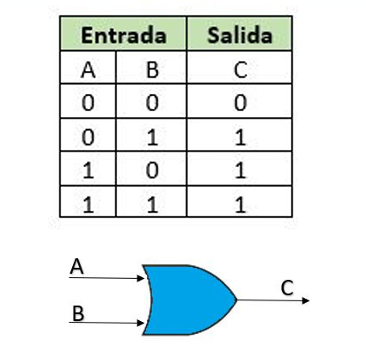 Entrada Salida
A B C
0 0 0
0 1 1
1 0 1
1 1 1
A
C
B